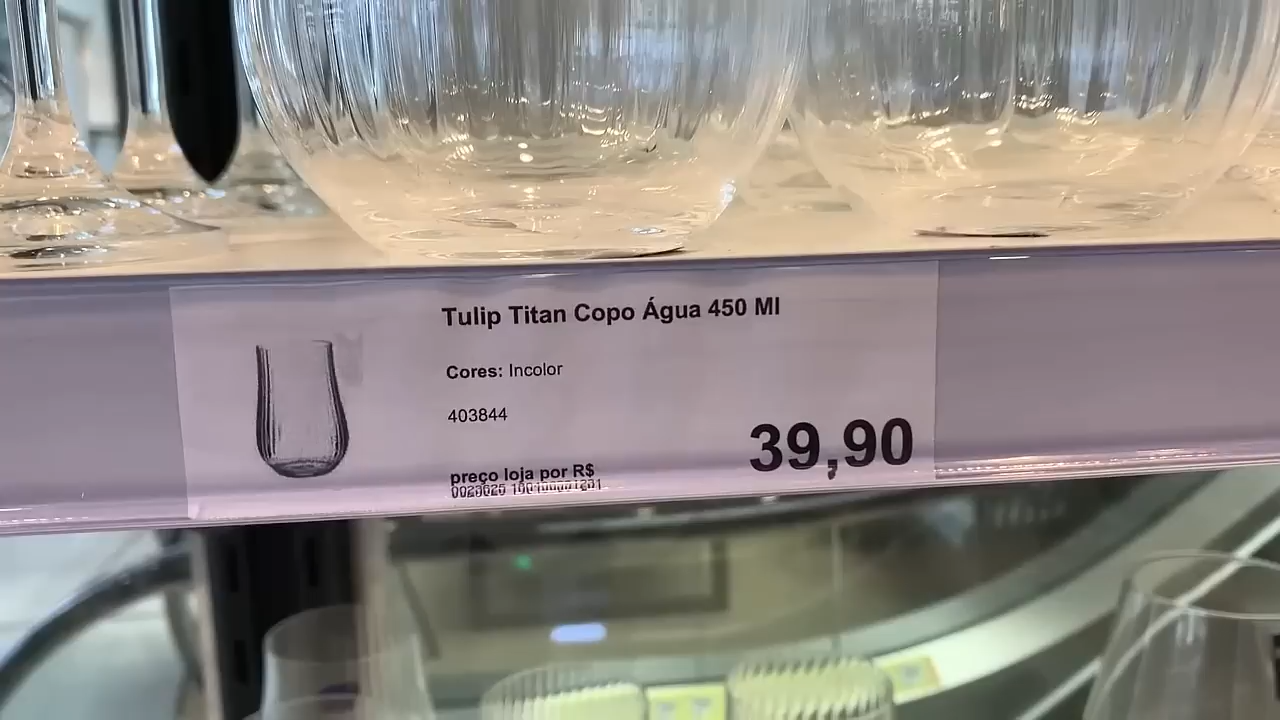 Tulip Titan Copo Água 450 Ml
Cores: Incolor
403844
preço loja por R$
39,90